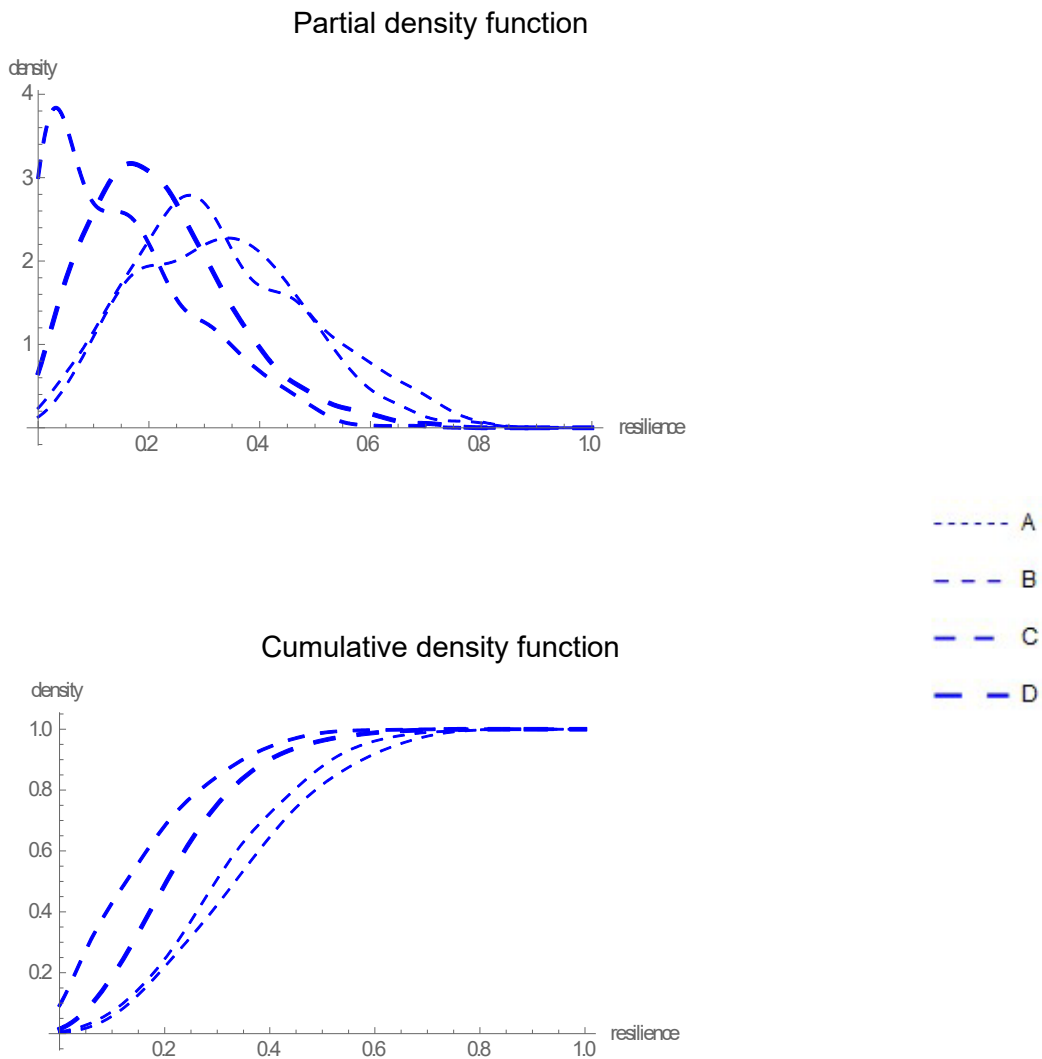 Partial density function
density
4
3
2
1
0.2 0.4 0.6 0.8 1.0 resilience
A
B
C
D
Cumulative density function
density
1.0
0.8
0.6
0.4
0.2
0.2 0.4 0.6 0.8 1.0 resilience